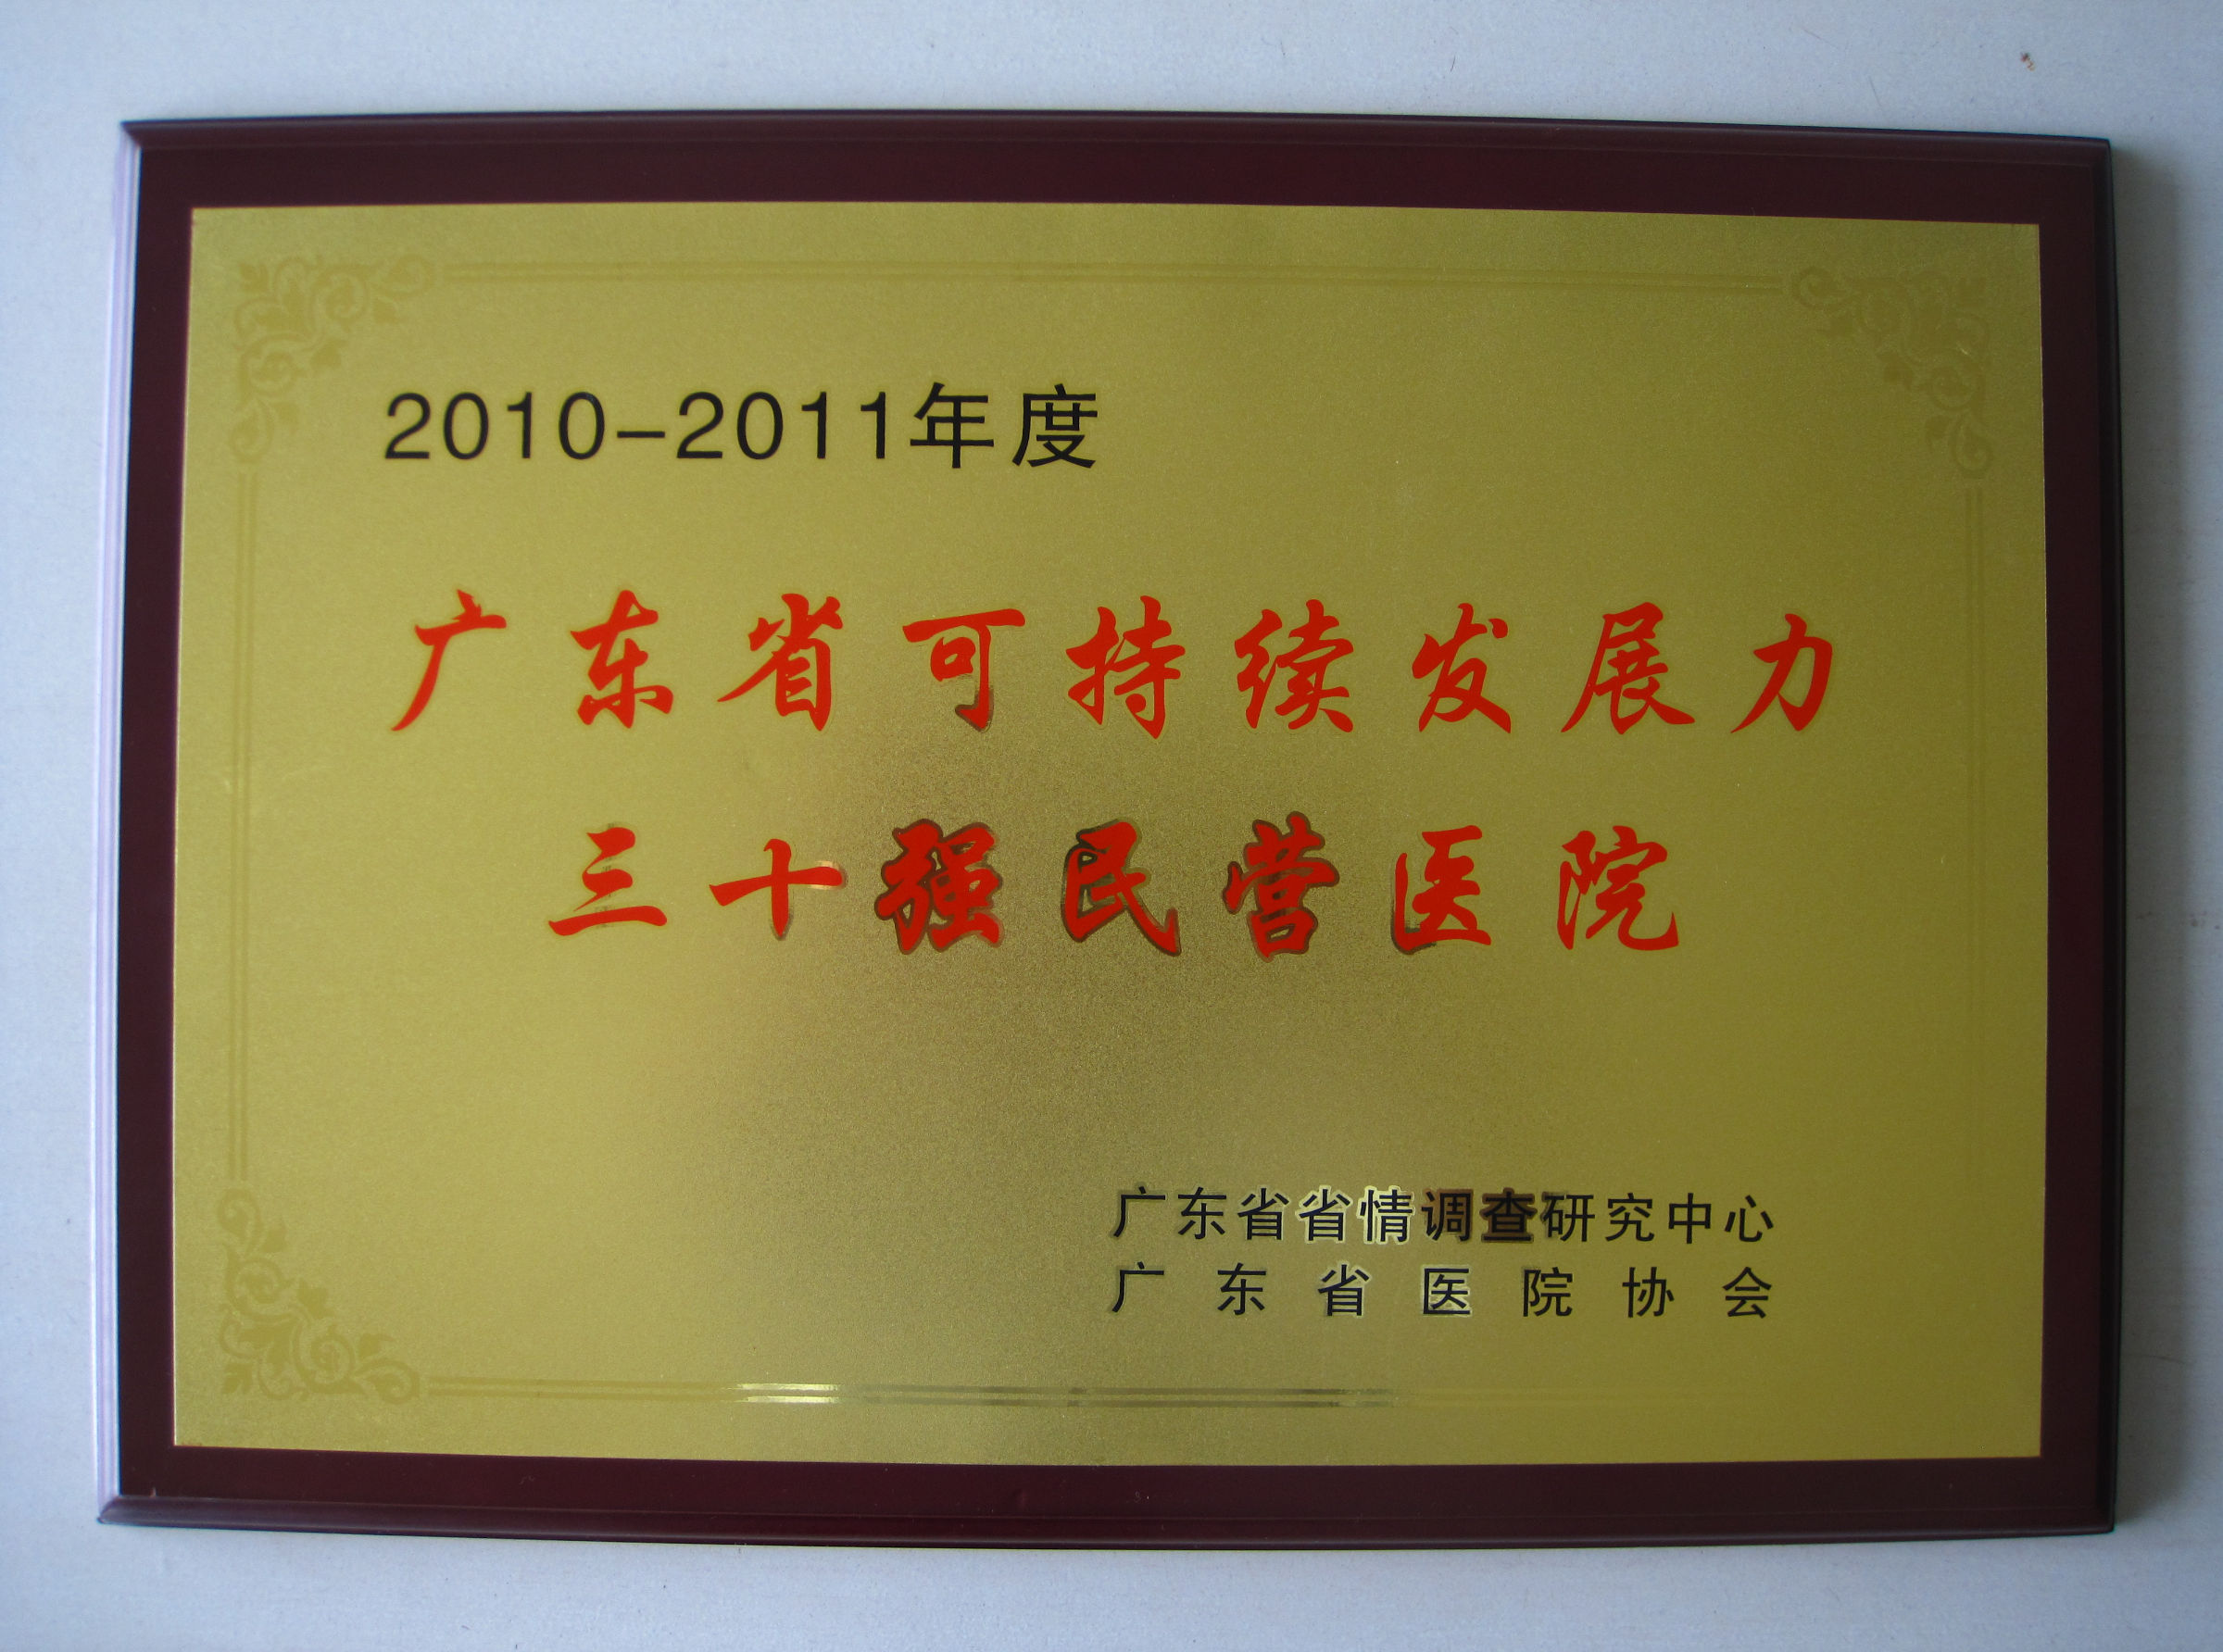 2010-2011年度
广东省可持续发展力
三十强民营医院
广东省省情调查研究中心
广东省医院协会